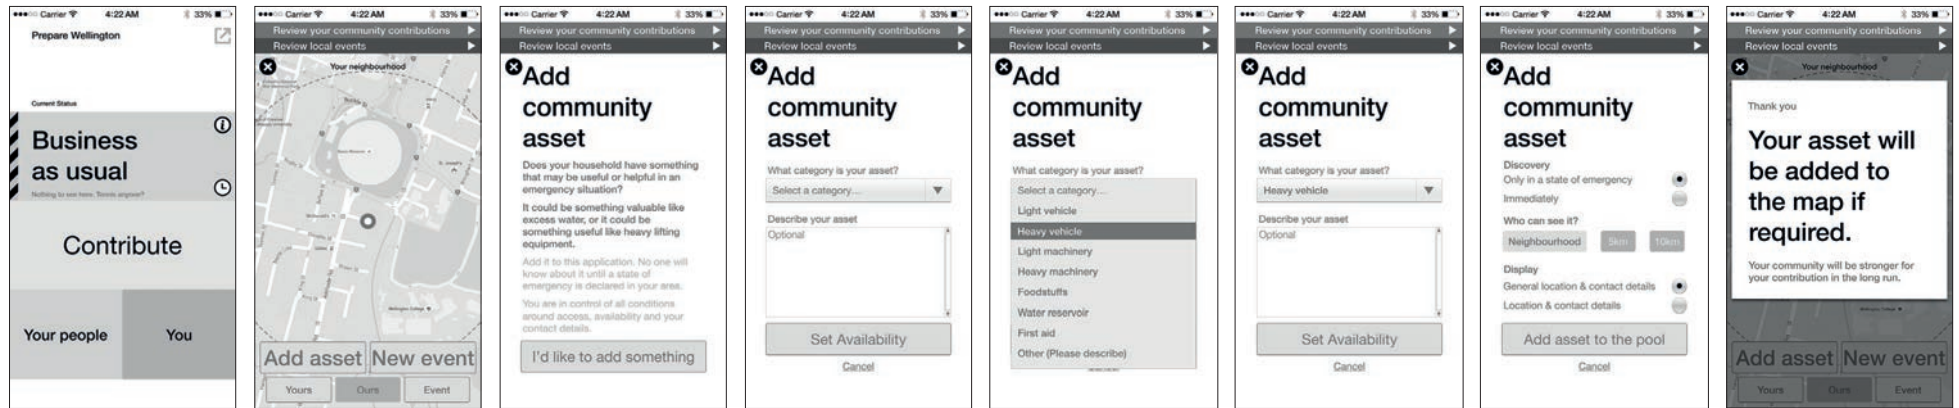 Carrier 4:22 AM 33%
Prepare Wellington
Current Status
Business
as usual
Nothing to see here. Tennis anyone?
Contribute
Your people You
Carrier 4:22 AM 33%
Review your community contributions
Review local events
Your neighbourhood
Basin Reserve
McDonald's
Wellington College
Add asset New event
Yours Ours Event
Carrier 4:22 AM 33%
Review your community contributions
Review local events
Add
community
asset
Does your household have something
that may be useful or helpful in an
emergency situation?
It could be something valuable like
excess water, or it could be
something useful like heavy lifting
equipment.
Add it to this application. No one will
know about it until a state of
emergency is declared in your area.
You are in control of all conditions
around access, availability and your
contact details.
I'd like to add something
Carrier 4:22 AM 33%
Review your community contributions
Review local events
Add
community
asset
What category is your asset?
Select a category....
Describe your asset
Optional
Set Availability
Cancel
Carrier 4:22 AM 33%
Review your community contributions
Review local events
Add
community
asset
What category is your asset?
Select a category....
Light vehicle
Heavy vehicle
Light machinery
Heavy machinery
Foodstuffs
Water reservoir
First aid
Other (Please describe)
Carrier 4:22 AM 33%
Review your community contributions
Review local events
Add
community
asset
What category is your asset?
Heavy vehicle
Describe your asset
Optional
Set Availability
Cancel
Carrier 4:22 AM 33%
Review your community contributions
Review local events
Add
community
asset
Discovery
Only in a state of emergency
Immediately
Who can see it?
Neighbourhood 5km 10km
Display
General location & contact details
Location & contact details
Add asset to the pool
Cancel
Carrier 4:22 AM 33%
Review your community contributions
Review local events
Your neighbourhood
Thank you
Your asset will
be added to
the map if
required.
Your community will be stronger for
your contribution in the long run.
Wellington College
Add asset New event
Yours Ours Event